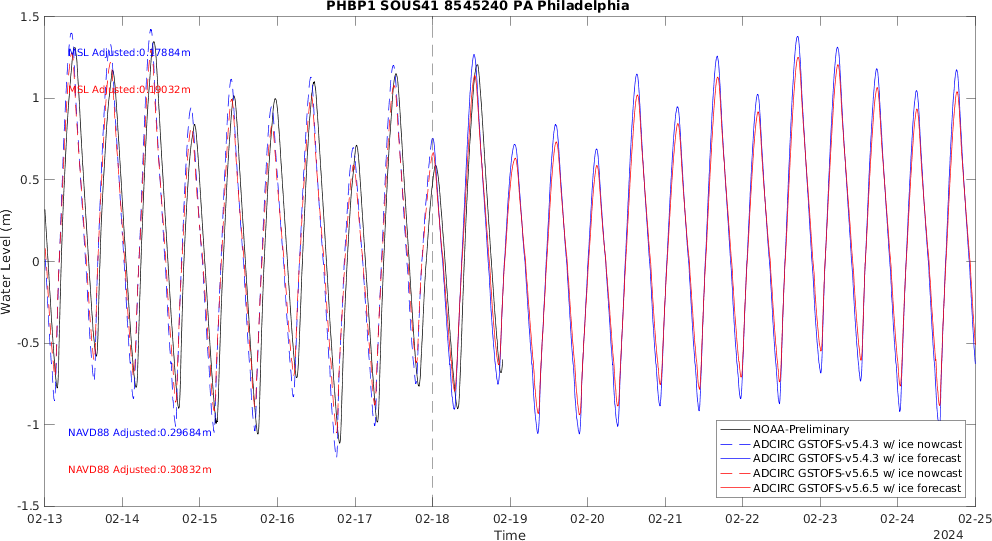 PHBP1 SOUS41 8545240 PA Philadelphia
Water Level (m)
1.5
1
0.5
0
-0.5
-1
-1.5
MSL Adjusted:0.17884m
MSL Adjusted:0.19032m
NAVD88 Adjusted:0.29684m
NAVD88 Adjusted:0.30832m
NOAA-Preliminary
ADCIRC GSTOFS-v5.4.3 w/ ice nowcast
ADCIRC GSTOFS-v5.4.3 w/ ice forecast
ADCIRC GSTOFS-v5.6.5 w/ ice nowcast
ADCIRC GSTOFS-v5.6.5 w/ ice forecast
02-13 02-14 02-15 02-16 02-17 02-18 02-19 02-20 02-21 02-22 02-23 02-24 02-25
Time
2024